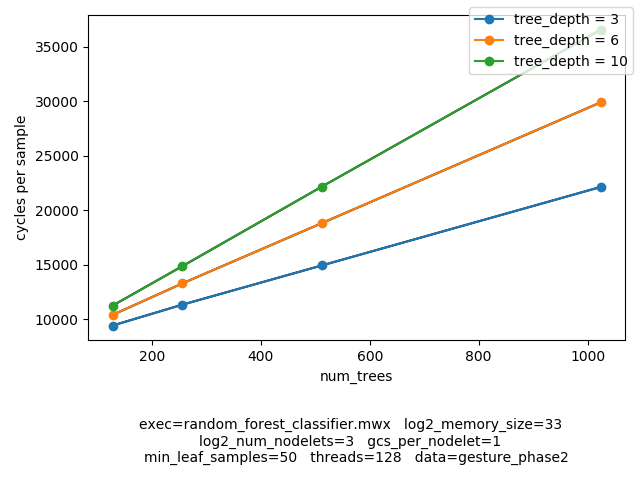 tree_depth = 3
tree_depth = 6
tree_depth = 10
cycles per sample
35000
30000
25000
20000
15000
10000
200
400
600
800
1000
num_trees
exec=random_forest_classifier.mwx log2_memory_size=33
log2_num_nodelets=3 gcs_per_nodelet=1
min_leaf_samples=50 threads=128 data=gesture_phase2